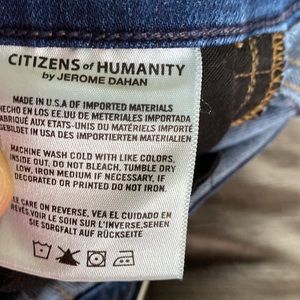 CITIZENS of HUMANITY
by JEROME DAHAN
MADE IN U.S.A OF IMPORTED MATERIALS
HECHO EN LOS EE.UU DE METERIALES IMPORTADA
FABRIQUÉ AUX ETATS-UNIS DU MATÉRIELS IMPORTÉ
GEBILDET IN USA DES IMPORTIERTEN MATERIALIEN
MACHINE WASH COLD WITH LIKE COLORS,
INSIDE OUT. DO NOT BLEACH, TUMBLE DRY
LOW, IRON MEDIUM IF NECESSARY, IF
DECORATED OR PRINTED DO NOT IRON.
CARE ON REVERSE, VEA EL CUIDADO EN
REVÉS, VOIR LE SOIN SUR L'INVERSE, SEHEN
SIE SORGFALT AUF RÜCKSEITE